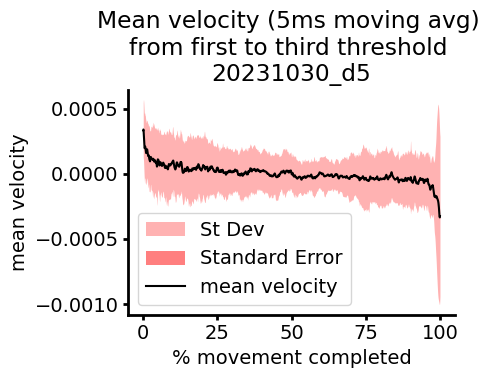 Mean velocity (5ms moving avg)
from first to third threshold
20231030_d5
mean velocity
0.0005
0.0000
−0.0005
−0.0010
St Dev
Standard Error
mean velocity
0
25
50
75
100
% movement completed